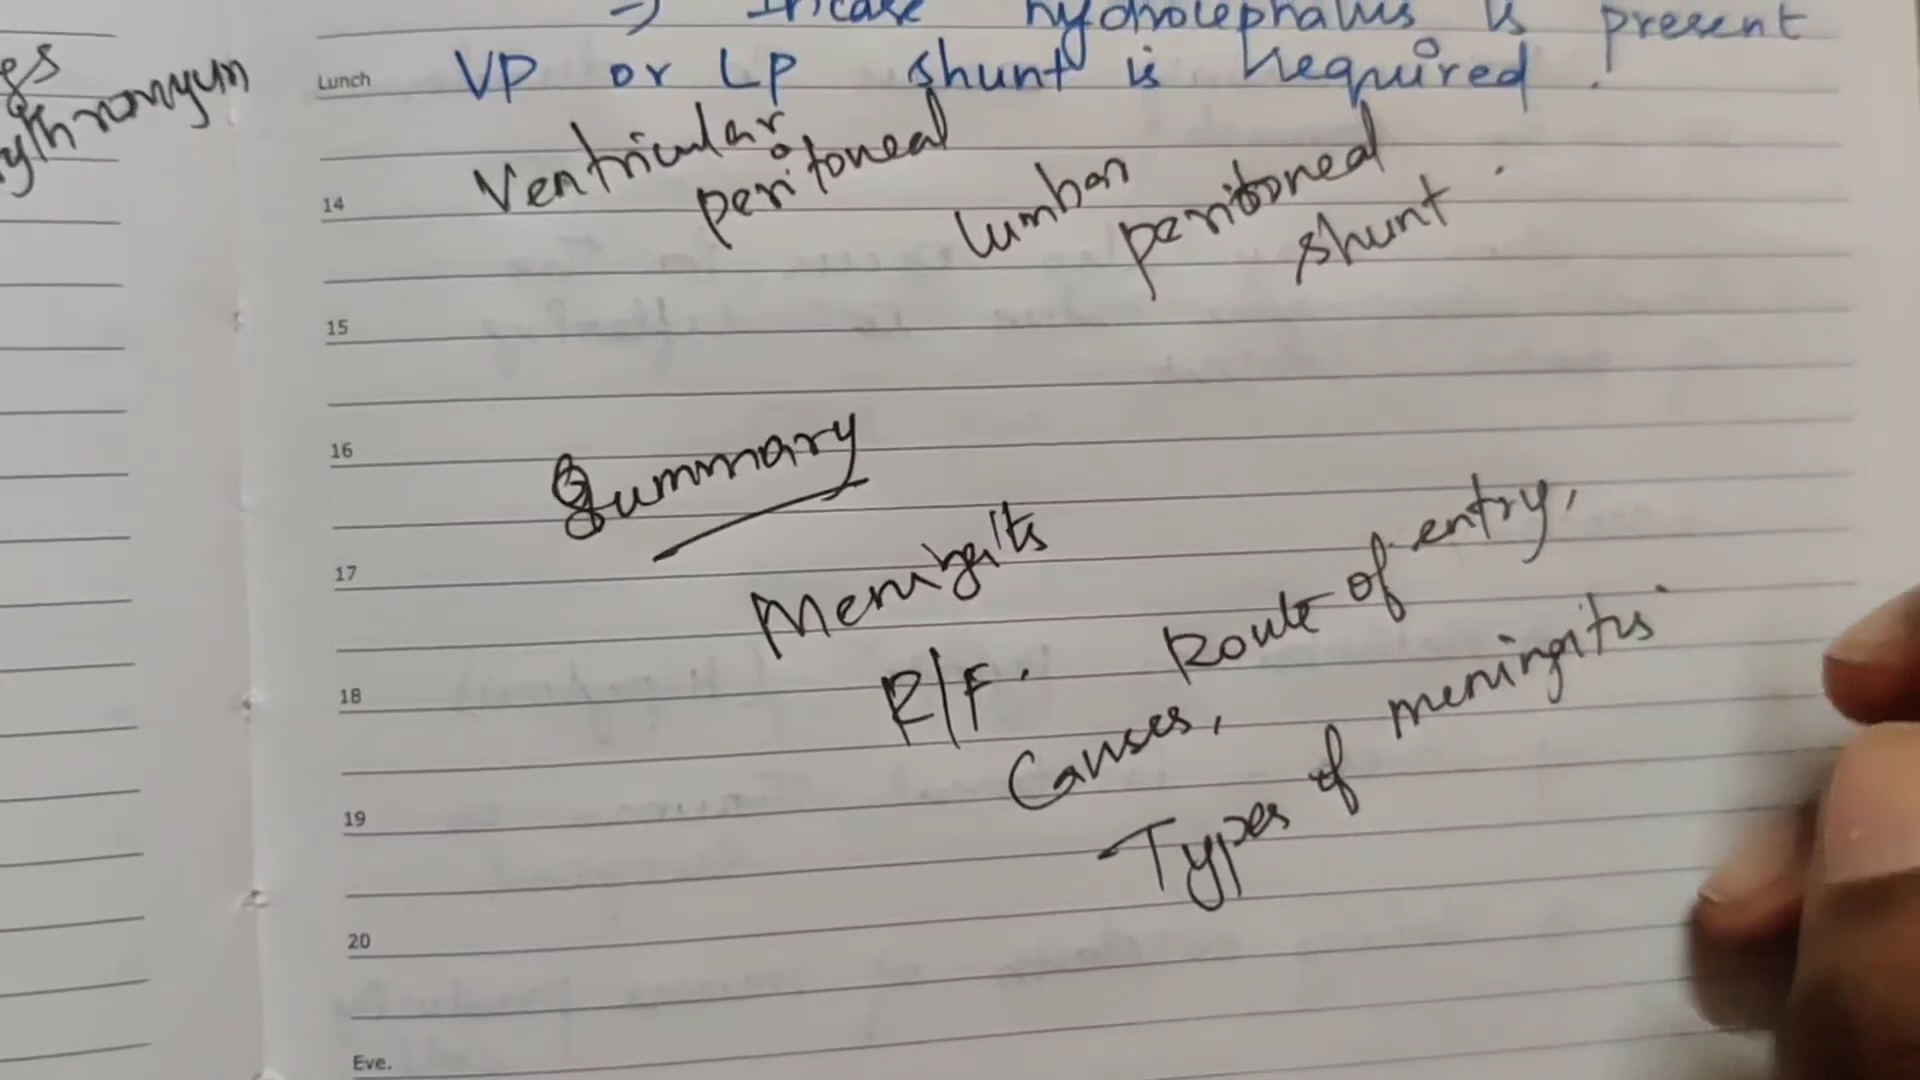 ⇒ Incase hydrocephalus is present
VP or LP shunt is required.
Ventricular
peritoneal
lumbar
peritoneal
shunt.
Summary
Meningits
R/F. Route of entry,
Causes,
Types of meningitis
Lunch
14
15
16
17
18
19
20
Eve.